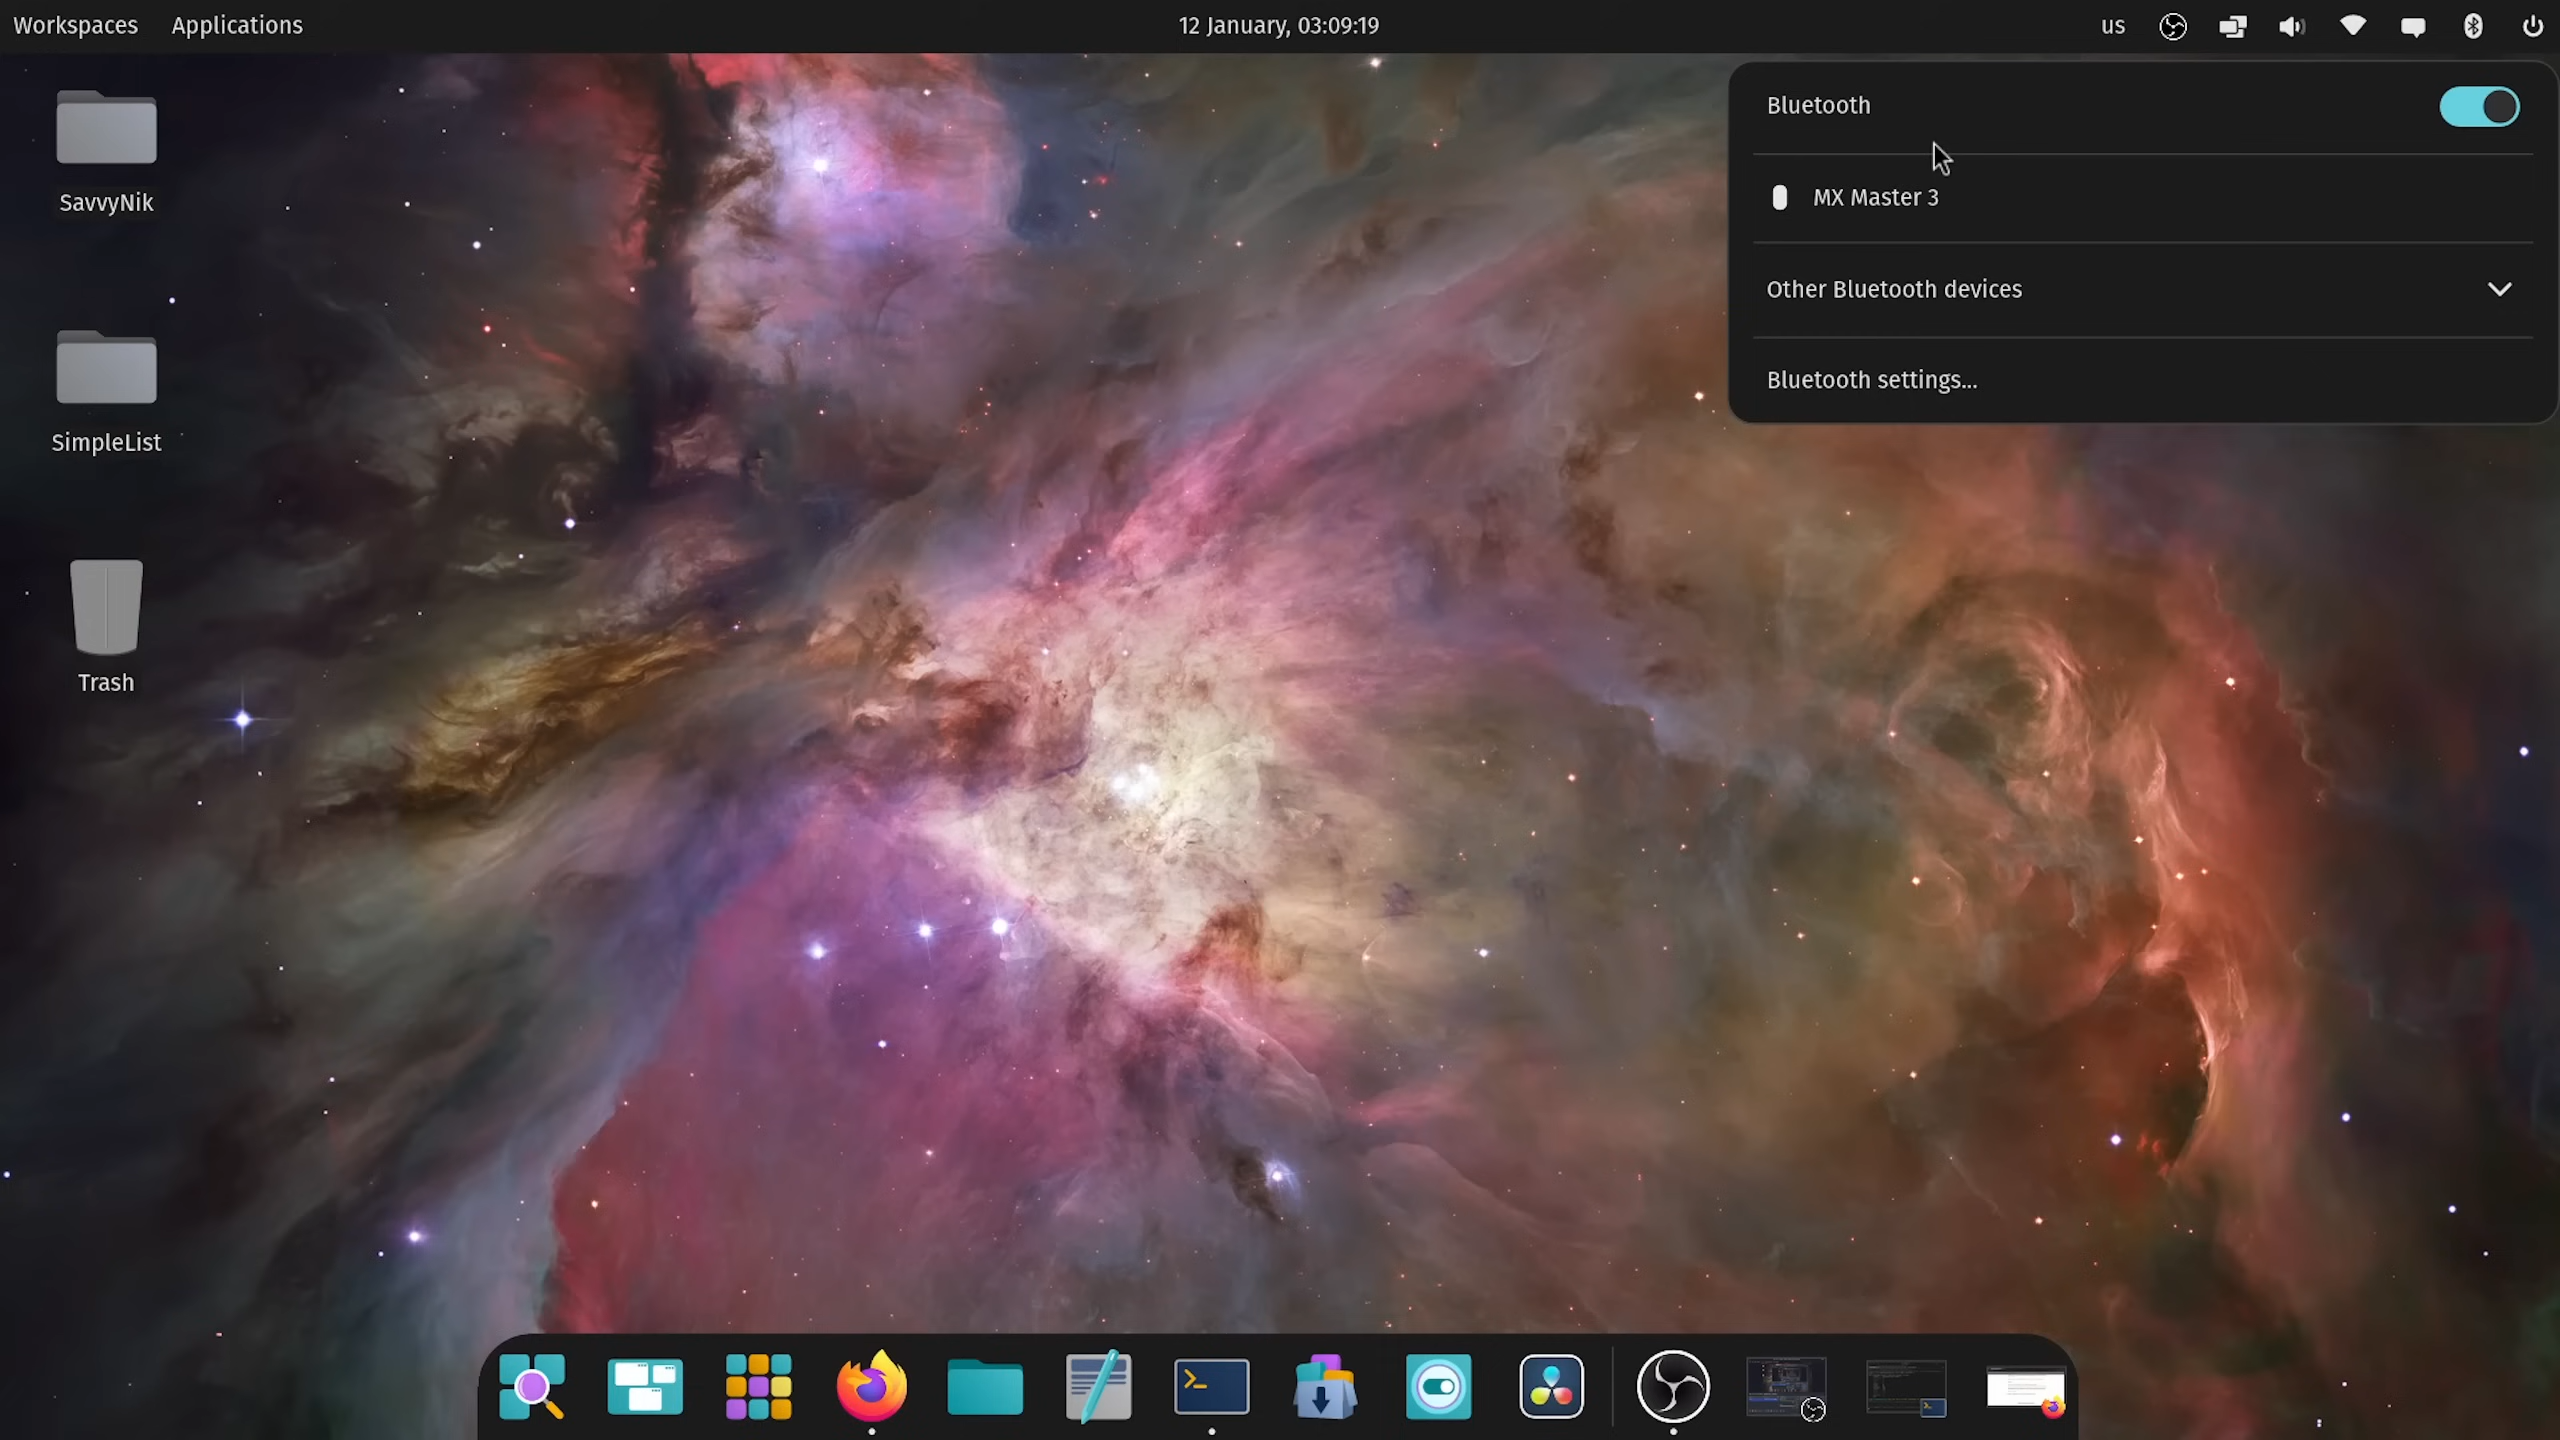 Workspaces Applications 12 January, 03:09:19 us
Bluetooth
MX Master 3
Other Bluetooth devices
Bluetooth settings...
SavvyNik
SimpleList
Trash